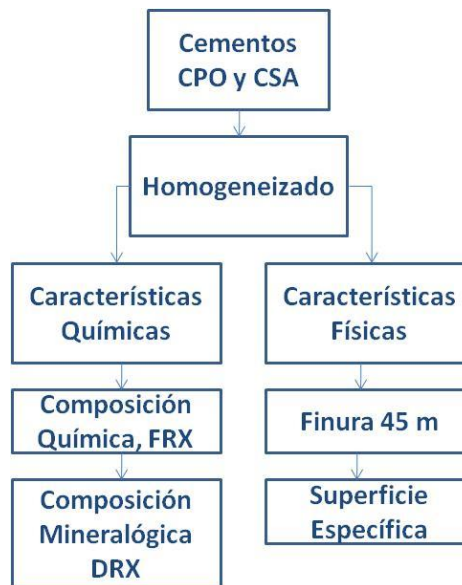 Cementos
CPO y CSA
Homogeneizado
Características
Químicas
Composición
Química, FRX
Composición
Mineralógica
DRX
Características
Físicas
Finura 45 m
Superficie
Específica